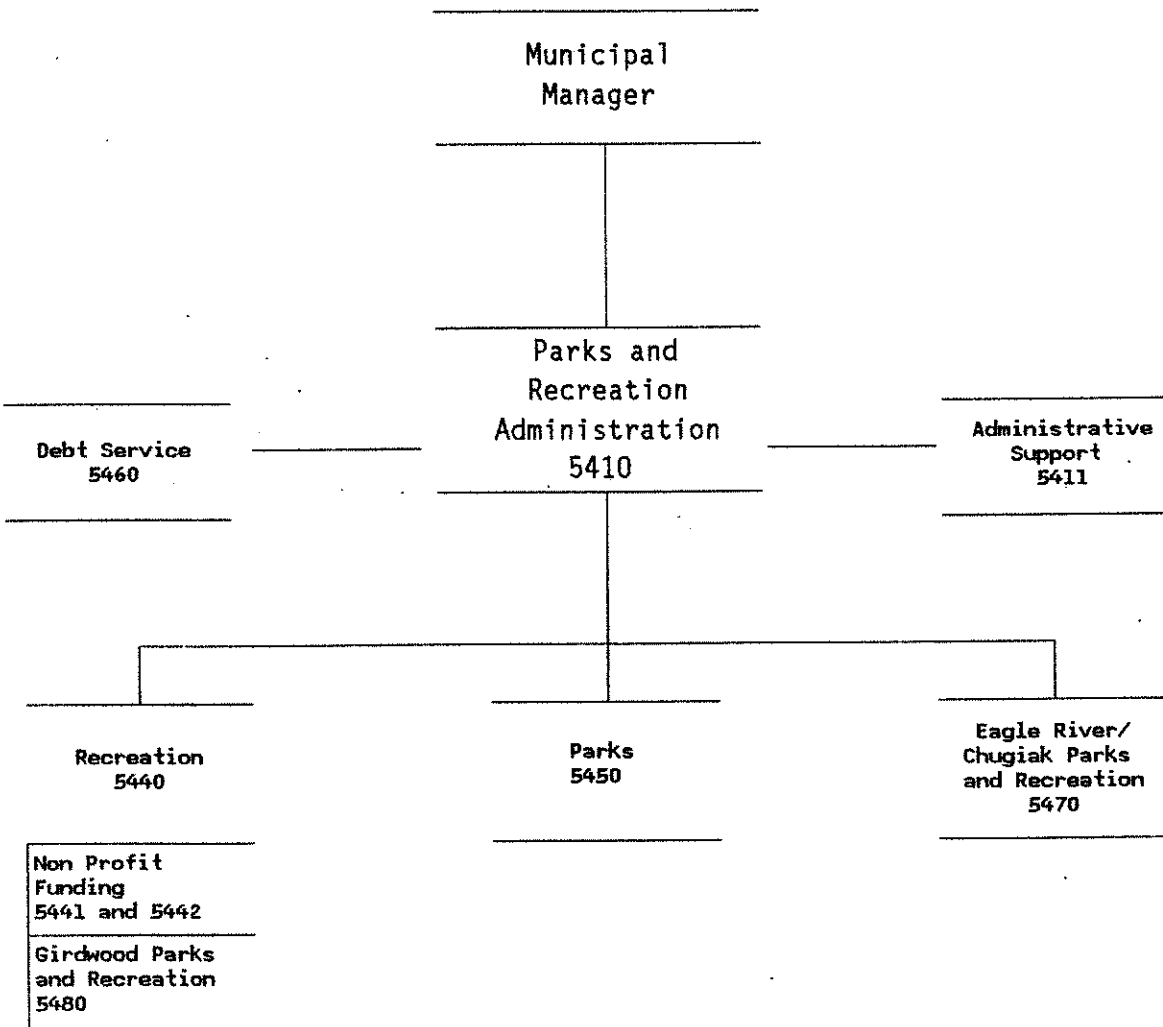 Municipal
Manager
Parks and
Recreation
Administration
5410
Debt Service
5460
Administrative
Support
5411
Recreation
5440
Parks
5450
Eagle River/
Chugiak Parks
and Recreation
5470
Non Profit
Funding
5441 and 5442
Girdwood Parks
and Recreation
5480